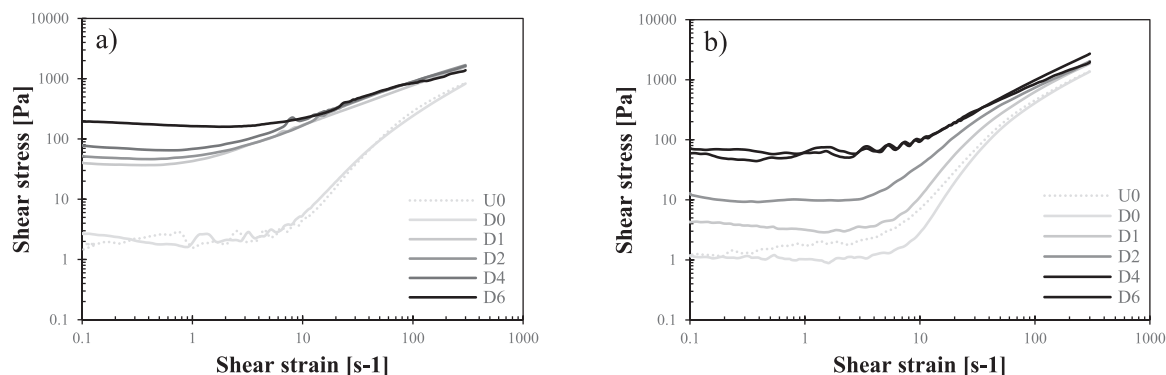 a)
10000
1000
100
10
1
0.1
Shear stress [Pa]
0.1 1 10 100 1000
Shear strain [s-1]
U0
D0
D1
D2
D4
D6
b)
10000
1000
100
10
1
0.1
Shear stress [Pa]
0.1 1 10 100 1000
Shear strain [s-1]
U0
D0
D1
D2
D4
D6